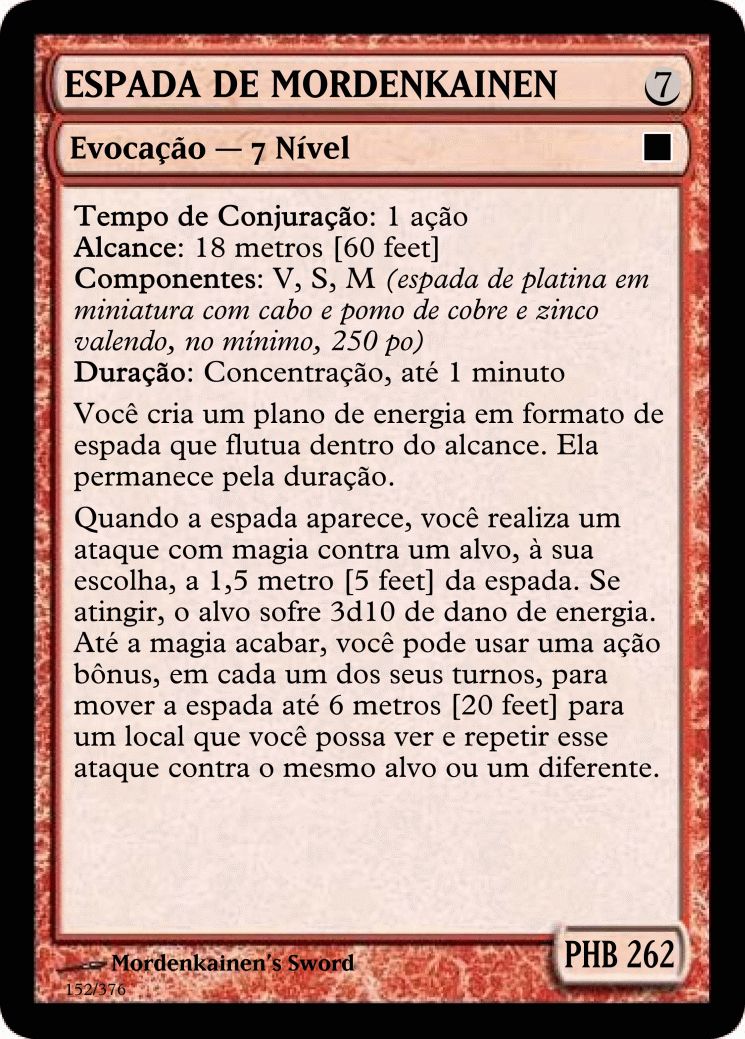 ESPADA DE MORDENKAINEN 7
Evocação — 7 Nível
Tempo de Conjuração: 1 ação
Alcance: 18 metros [60 feet]
Componentes: V, S, M (espada de platina em
miniatura com cabo e pomo de cobre e zinco
valendo, no mínimo, 250 po)
Duração: Concentração, até 1 minuto
Você cria um plano de energia em formato de
espada que flutua dentro do alcance. Ela
permanece pela duração.
Quando a espada aparece, você realiza um
ataque com magia contra um alvo, à sua
escolha, a 1,5 metro [5 feet] da espada. Se
atingir, o alvo sofre 3d10 de dano de energia.
Até a magia acabar, você pode usar uma ação
bônus, em cada um dos seus turnos, para
mover a espada até 6 metros [20 feet] para
um local que você possa ver e repetir esse
ataque contra o mesmo alvo ou um diferente.
PHB 262
Mordenkainen's Sword
152/376